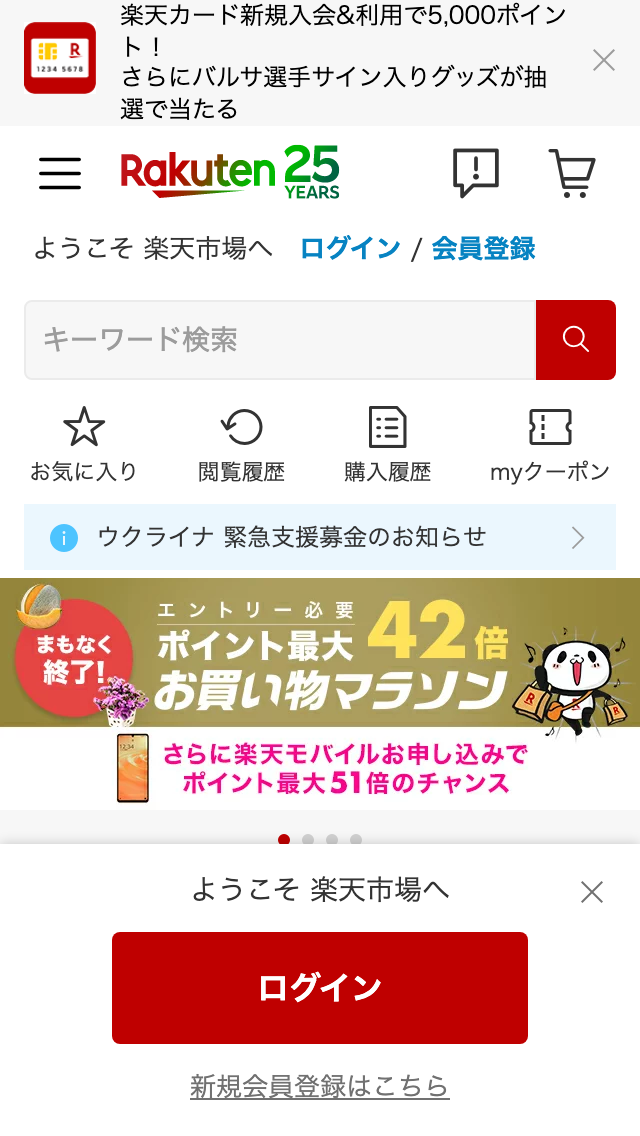 楽天カード新規入会&利用で5,000ポイン
ト！
さらにバルサ選手サイン入りグッズが抽
選で当たる
R
1234 5678
Rakuten 25
YEARS
ようこそ 楽天市場へ ログイン / 会員登録
キーワード検索
お気に入り 閲覧履歴 購入履歴 myクーポン
ウクライナ 緊急支援募金のお知らせ
まもなく
終了!
エントリー必要
ポイント最大42倍
お買い物マラソン
R
R
12:34
さらに楽天モバイルお申し込みで
ポイント最大51倍のチャンス
ようこそ 楽天市場へ
ログイン
新規会員登録はこちら